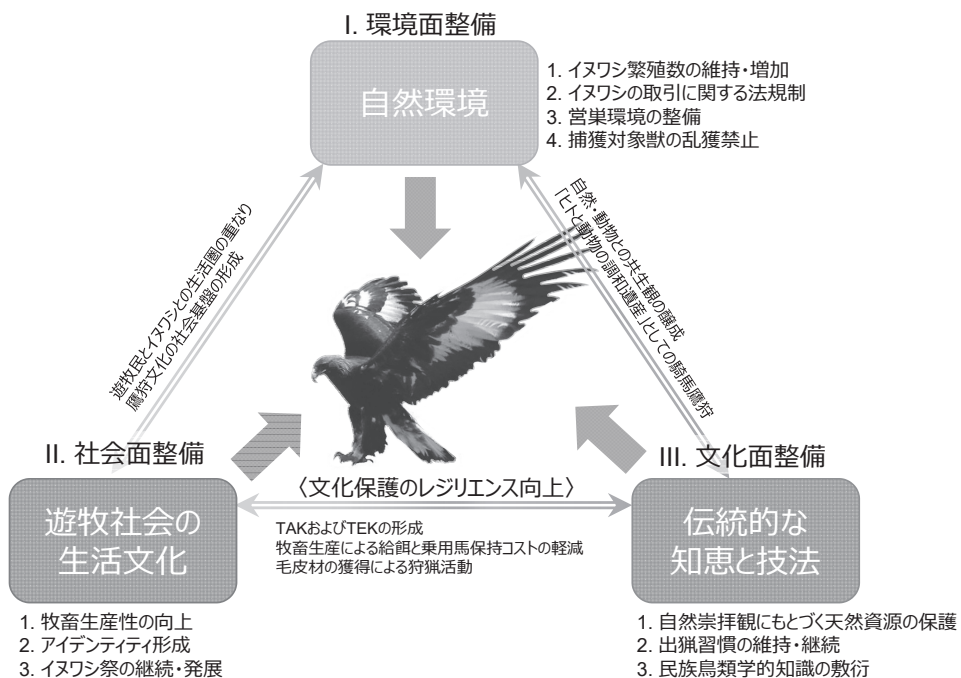 I. 環境面整備
自然環境
1. イヌワシ繁殖数の維持・増加
2. イヌワシの取引に関する法規制
3. 営巣環境の整備
4. 捕獲対象獣の乱獲禁止
遊牧民とイヌワシとの生活圏の重なり
鷹狩文化の社会基盤の形成
自然・動物との共生観の醸成
「ヒトと動物の調和遺産」としての騎馬鷹狩
II. 社会面整備
遊牧社会の
生活文化
1. 牧畜生産性の向上
2. アイデンティティ形成
3. イヌワシ祭の継続・発展
〈文化保護のレジリエンス向上〉
TAKおよびTEKの形成
牧畜生産による給餌と乗用馬保持コストの軽減
毛皮材の獲得による狩猟活動
III. 文化面整備
伝統的な
知恵と技法
1. 自然崇拝観にもとづく天然資源の保護
2. 出猟習慣の維持・継続
3. 民族鳥類学的知識の敷衍